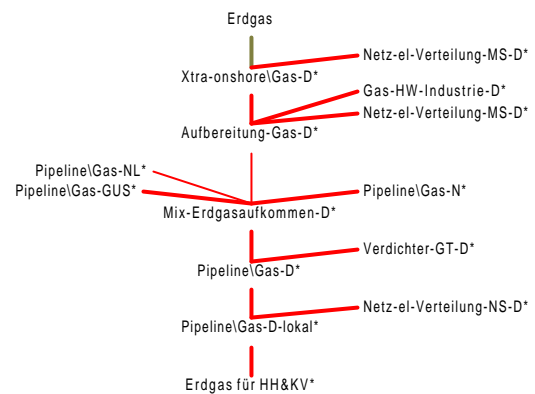 Erdgas
Netz-el-Verteilung-MS-D*
Xtra-onshore\Gas-D*
Gas-HW-Industrie-D*
Netz-el-Verteilung-MS-D*
Aufbereitung-Gas-D*
Pipeline\Gas-NL*
Pipeline\Gas-GUS*
Pipeline\Gas-N*
Mix-Erdgasaufkommen-D*
Verdichter-GT-D*
Pipeline\Gas-D*
Netz-el-Verteilung-NS-D*
Pipeline\Gas-D-lokal*
Erdgas für HH&KV*